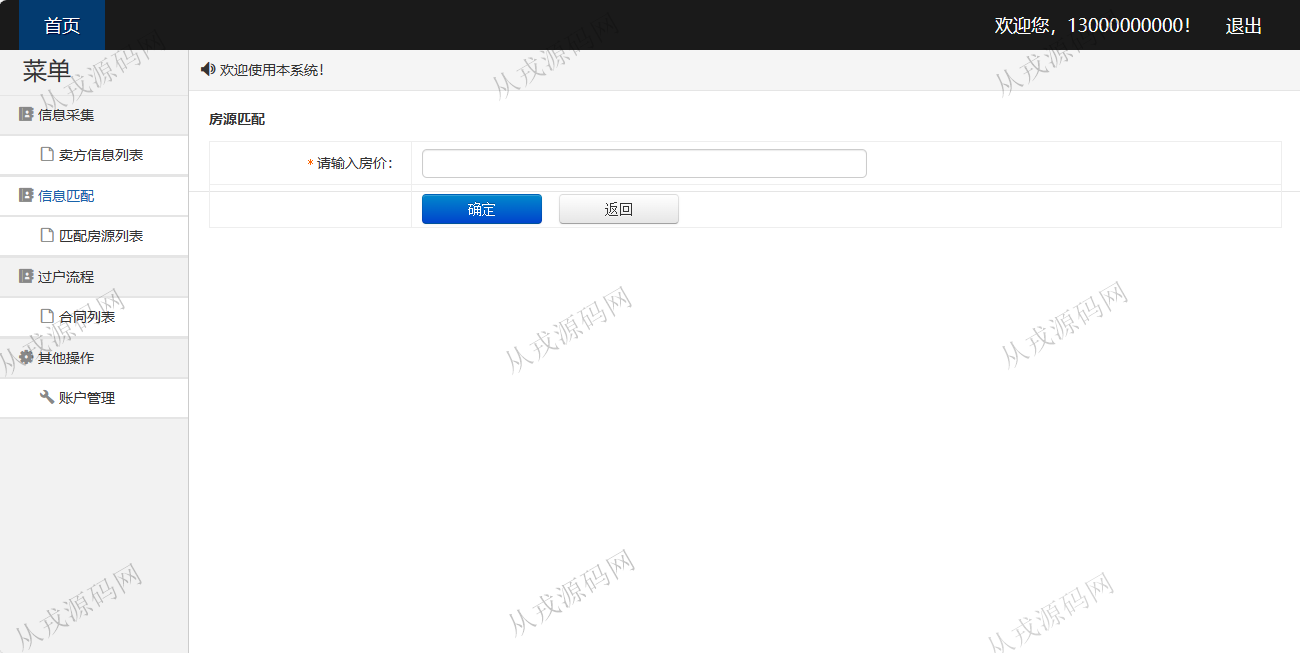 首页
欢迎您，13000000000！
退出
菜单
欢迎使用本系统！
信息采集
卖方信息列表
信息匹配
匹配房源列表
过户流程
合同列表
其他操作
账户管理
房源匹配
*请输入房价：
确定
返回
从戎源码网
从戎源码网
从戎源码网
从戎源码网
从戎源码网
从戎源码网
从戎源码网
从戎源码网
从戎源码网